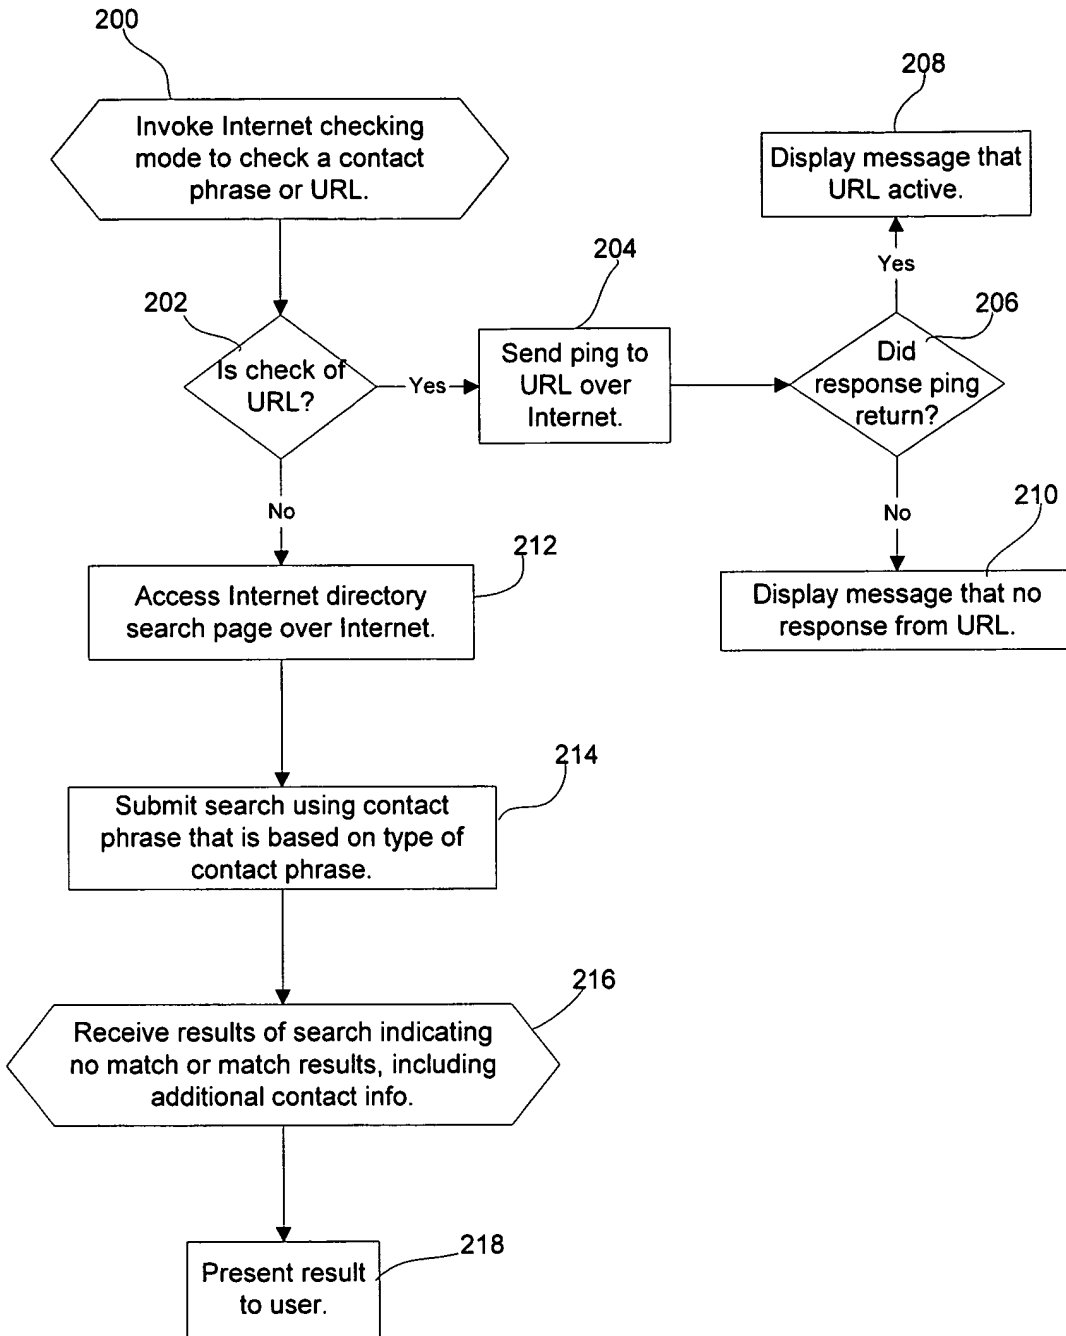 200
Invoke Internet checking
mode to check a contact
phrase or URL.
208
Display message that
URL active.
Yes
202
Is check of
URL?
Yes
204
Send ping to
URL over
Internet.
206
Did
response ping
return?
No
No
210
Display message that no
response from URL.
212
Access Internet directory
search page over Internet.
214
Submit search using contact
phrase that is based on type of
contact phrase.
216
Receive results of search indicating
no match or match results, including
additional contact info.
218
Present result
to user.